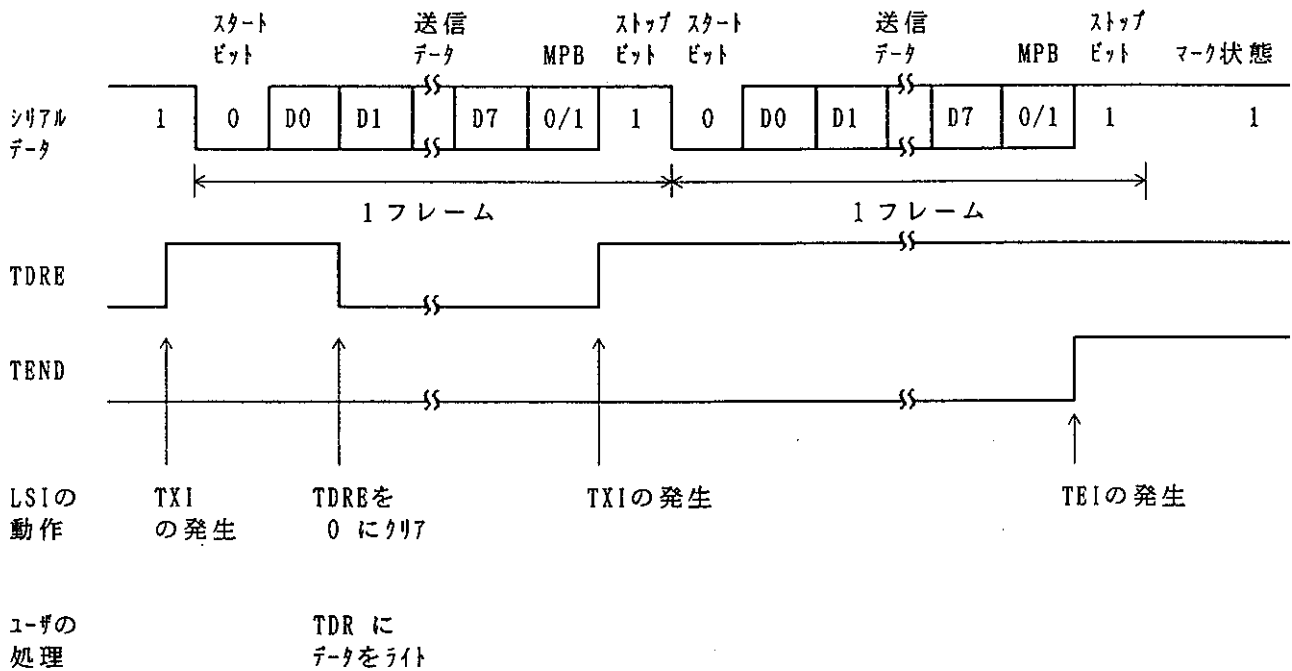 スタート 送信 ストップ スタート 送信 ストップ
ビット データ MPB ビット ビット データ MPB ビット マーク状態
シリアル 1 0 D0 D1 D7 0/1 1 0 D0 D1 D7 0/1 1 1
データ
1フレーム 1フレーム
TDRE
TEND
LSIの TXI TDREを TXIの発生 TEIの発生
動作 の発生 0 にクリア
ユーザの TDR に
処理 データをライト